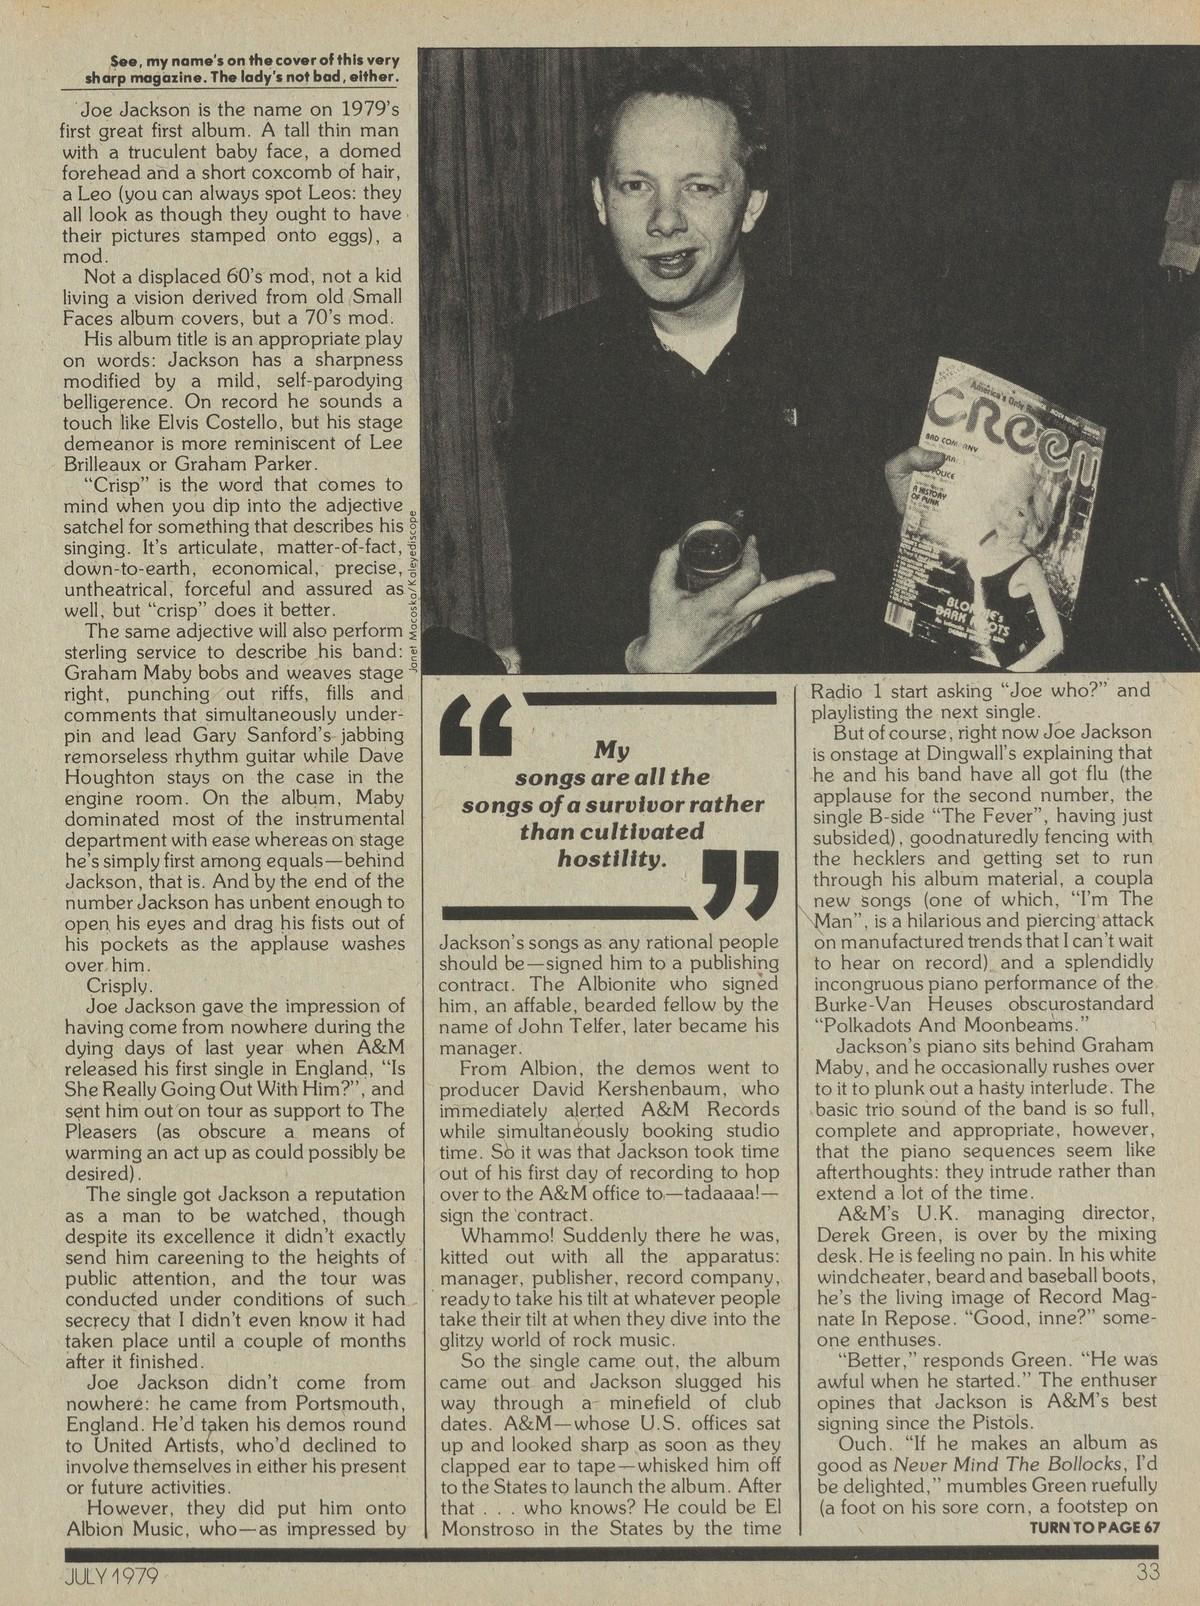 See, my name's on the cover of this very
sharp magazine. The lady's not bad, either.
Joe Jackson is the name on 1979's
first great first album. A tall thin man
with a truculent baby face, a domed
forehead and a short coxcomb of hair,
a Leo (you can always spot Leos: they
all look as though they ought to have
their pictures stamped onto eggs), a
mod.
Not a displaced 60's mod, not a kid
living a vision derived from old Small
Faces album covers, but a 70's mod.
His album title is an appropriate play
on words: Jackson has a sharpness
modified by a mild, self-parodying
belligerence. On record he sounds a
touch like Elvis Costello, but his stage
demeanor is more reminiscent of Lee
Brilleaux or Graham Parker.
"Crisp" is the word that comes to
mind when you dip into the adjective
satchel for something that describes his
singing. It's articulate, matter-of-fact,
down-to-earth, economical, precise,
untheatrical, forceful and assured as
well, but "crisp" does it better.
The same adjective will also perform
sterling service to describe his band:
Graham Maby bobs and weaves stage
right, punching out riffs, fills and
comments that simultaneously under-
pin and lead Gary Sanford's jabbing
remorseless rhythm guitar while Dave
Houghton stays on the case in the
engine room. On the album, Maby
dominated most of the instrumental
department with ease whereas on stage
he's simply first among equals—behind
Jackson, that is. And by the end of the
number Jackson has unbent enough to
open his eyes and drag his fists out of
his pockets as the applause washes
over him.
Crisply.
Joe Jackson gave the impression of
having come from nowhere during the
dying days of last year when A&M
released his first single in England, "Is
She Really Going Out With Him?", and
sent him out on tour as support to The
Pleasers (as obscure a means of
warming an act up as could possibly be
desired).
The single got Jackson a reputation
as a man to be watched, though
despite its excellence it didn't exactly
send him careening to the heights of
public attention, and the tour was
conducted under conditions of such
secrecy that I didn't even know it had
taken place until a couple of months
after it finished.
Joe Jackson didn't come from
nowhere: he came from Portsmouth,
England. He'd taken his demos round
to United Artists, who'd declined to
involve themselves in either his present
or future activities.
However, they did put him onto
Albion Music, who—as impressed by
Janet Macoska/Kaleyediscope
America's Only
CREEM
BAD COMPANY
POLICE
A HISTORY
OF PUNK
BLONDIE'S
DARK ROOTS
"My
songs are all the
songs of a survivor rather
than cultivated
hostility."
Jackson's songs as any rational people
should be—signed him to a publishing
contract. The Albionite who signed
him, an affable, bearded fellow by the
name of John Telfer, later became his
manager.
From Albion, the demos went to
producer David Kershenbaum, who
immediately alerted A&M Records
while simultaneously booking studio
time. So it was that Jackson took time
out of his first day of recording to hop
over to the A&M office to—tadaaaa!—
sign the contract.
Whammo! Suddenly there he was,
kitted out with all the apparatus:
manager, publisher, record company,
ready to take his tilt at whatever people
take their tilt at when they dive into the
glitzy world of rock music.
So the single came out, the album
came out and Jackson slugged his
way through a minefield of club
dates. A&M—whose U.S. offices sat
up and looked sharp as soon as they
clapped ear to tape—whisked him off
to the States to launch the album. After
that . . . who knows? He could be El
Monstroso in the States by the time
Radio 1 start asking "Joe who?" and
playlisting the next single.
But of course, right now Joe Jackson
is onstage at Dingwall's explaining that
he and his band have all got flu (the
applause for the second number, the
single B-side "The Fever", having just
subsided), goodnaturedly fencing with
the hecklers and getting set to run
through his album material, a coupla
new songs (one of which, "I'm The
Man", is a hilarious and piercing attack
on manufactured trends that I can't wait
to hear on record) and a splendidly
incongruous piano performance of the
Burke-Van Heuses obscurostandard
"Polkadots And Moonbeams."
Jackson's piano sits behind Graham
Maby, and he occasionally rushes over
to it to plunk out a hasty interlude. The
basic trio sound of the band is so full,
complete and appropriate, however,
that the piano sequences seem like
afterthoughts: they intrude rather than
extend a lot of the time.
A&M's U.K. managing director,
Derek Green, is over by the mixing
desk. He is feeling no pain. In his white
windcheater, beard and baseball boots,
he's the living image of Record Mag-
nate In Repose. "Good, inne?" some-
one enthuses.
"Better," responds Green. "He was
awful when he started." The enthuser
opines that Jackson is A&M's best
signing since the Pistols.
Ouch. "If he makes an album as
good as Never Mind The Bollocks, I'd
be delighted," mumbles Green ruefully
(a foot on his sore corn, a footstep on
TURN TO PAGE 67
JULY 1979
33